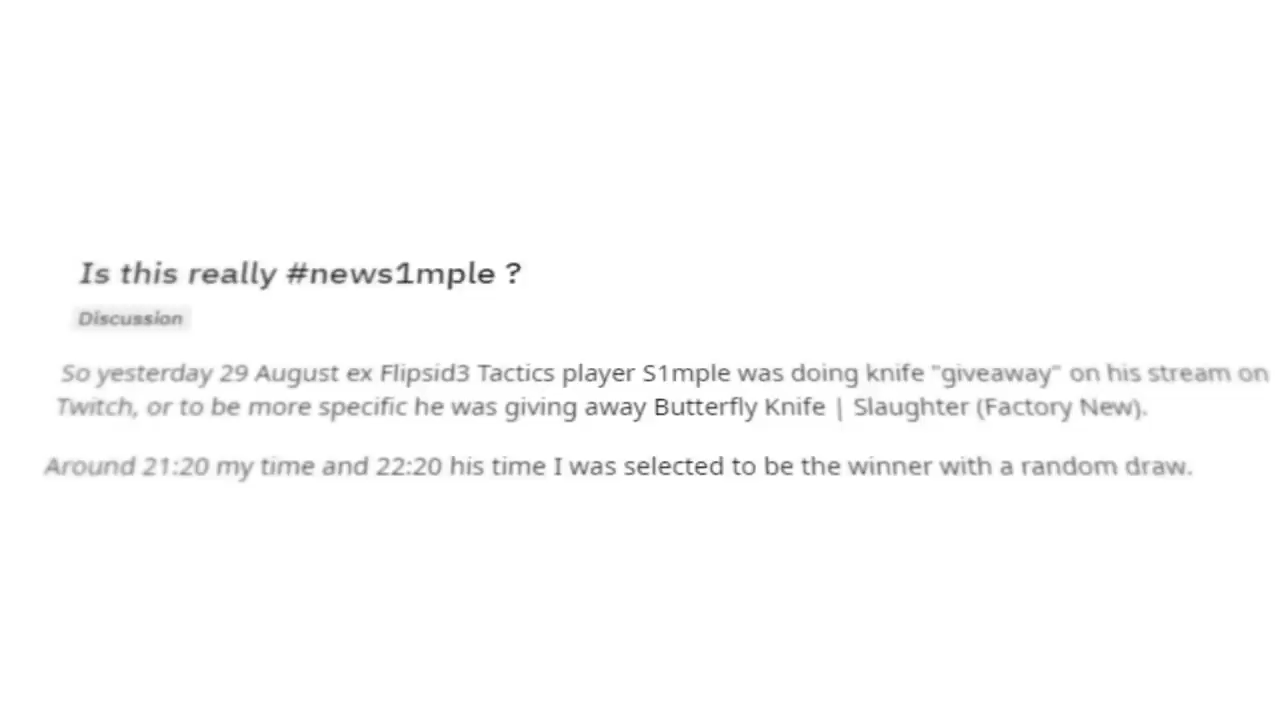 Is this really #news1mple ?
Discussion
So yesterday 29 August ex Flipsid3 Tactics player S1mple was doing knife "giveaway" on his stream on
Twitch, or to be more specific he was giving away Butterfly Knife | Slaughter (Factory New).
Around 21:20 my time and 22:20 his time I was selected to be the winner with a random draw.